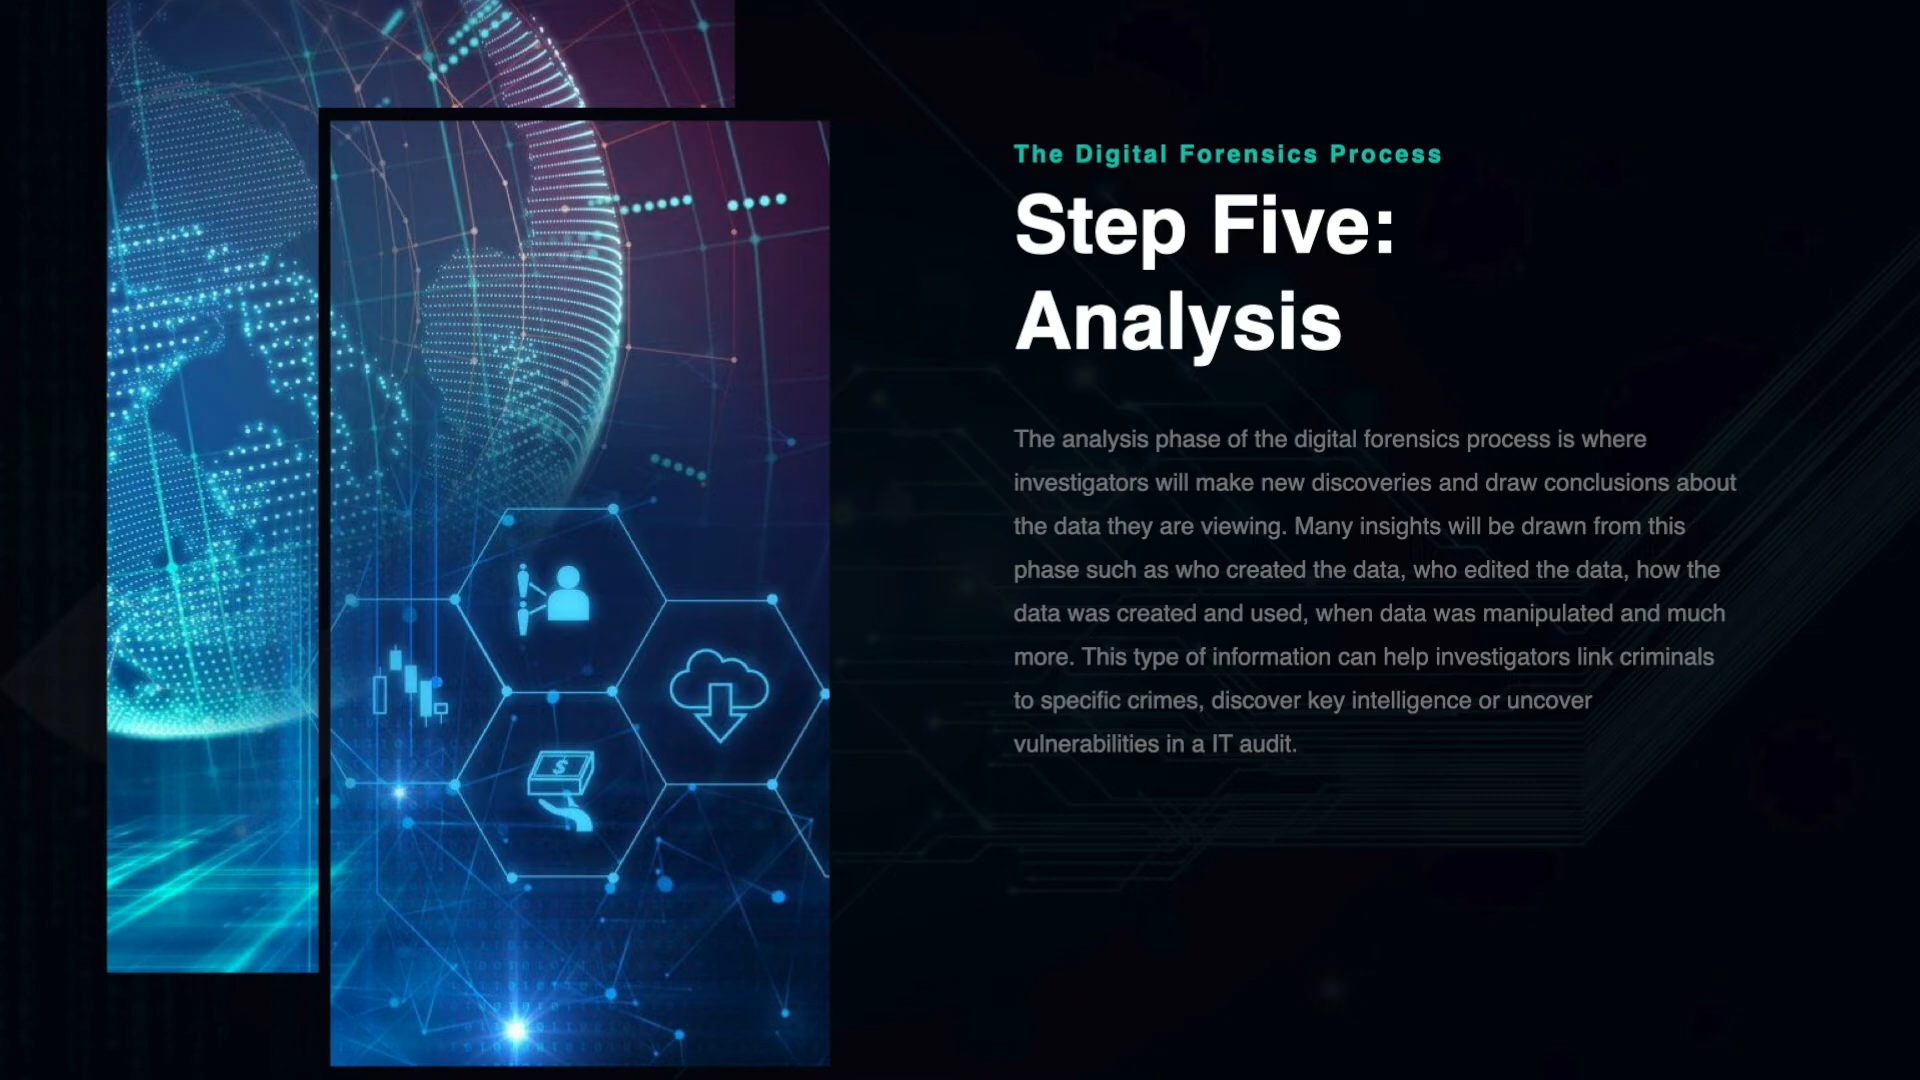 The Digital Forensics Process
Step Five:
Analysis
The analysis phase of the digital forensics process is where
investigators will make new discoveries and draw conclusions about
the data they are viewing. Many insights will be drawn from this
phase such as who created the data, who edited the data, how the
data was created and used, when data was manipulated and much
more. This type of information can help investigators link criminals
to specific crimes, discover key intelligence or uncover
vulnerabilities in a IT audit.
$